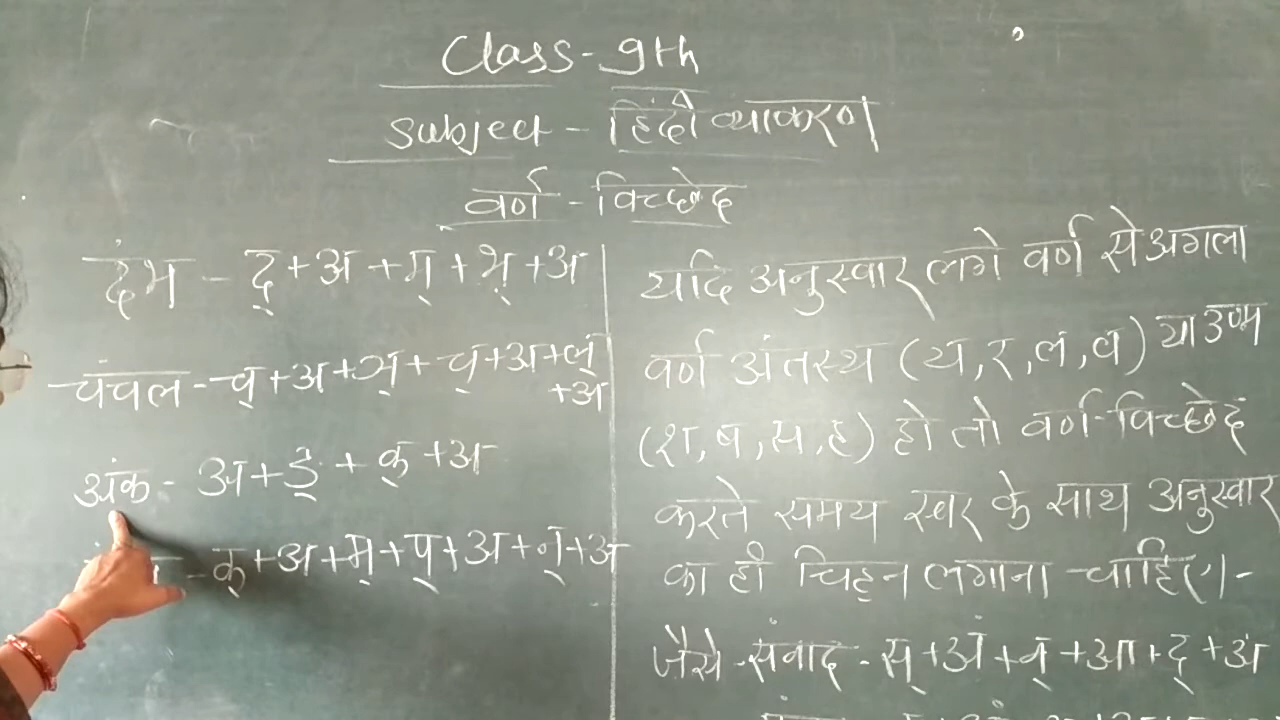 Class-9th
Subject - हिंदी व्याकरण
वर्ण - विच्छेद
दंभ - द् + अ + म् + भ् + अ
चंचल - च् + अ + ञ् + च् + अ + ल्
+ अ
अंक - अ + ङ् + क् + अ
- क् + अ + म् + प् + अ + न् + अ
यदि अनुस्वार लगे वर्ण से अगला
वर्ण अंतस्थ (य, र, ल, व) या उष्म
(श, ष, स, ह) हो तो वर्ण-विच्छेद
करते समय स्वर के साथ अनुस्वार
का ही चिह्न लगाना चाहिए।-
जैसे - संवाद - स् + अं + व् + आ + द् + अ